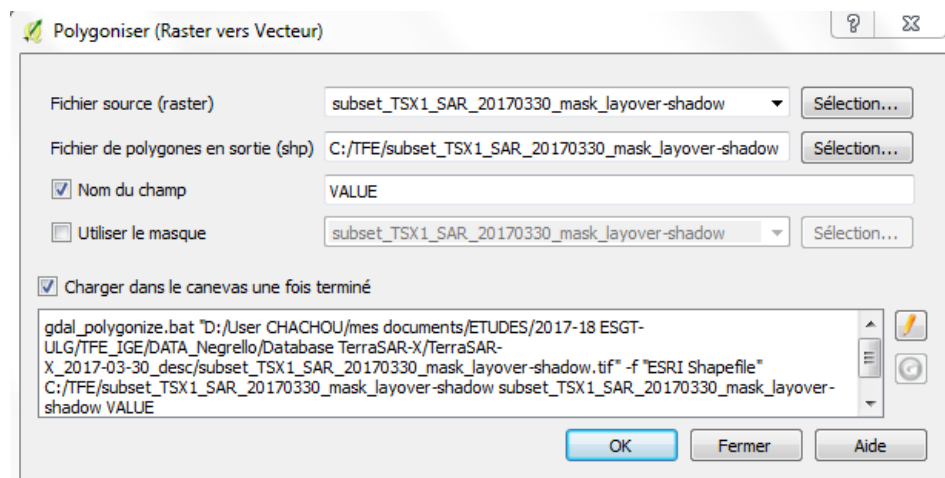 Polygoniser (Raster vers Vecteur)
Fichier source (raster) subset_TSX1_SAR_20170330_mask_layover-shadow Sélection...
Fichier de polygones en sortie (shp) C:/TFE/subset_TSX1_SAR_20170330_mask_layover-shadow Sélection...
Nom du champ VALUE
Utiliser le masque subset_TSX1_SAR_20170330_mask_layover-shadow Sélection...
Charger dans le canevas une fois terminé
gdal_polygonize.bat "D:/User CHACHOU/mes documents/ETUDES/2017-18 ESGT-
ULG/TFE_IGE/DATA_Negrello/Database TerraSAR-X/TerraSAR-
X_2017-03-30_desc/subset_TSX1_SAR_20170330_mask_layover-shadow.tif" -f "ESRI Shapefile"
C:/TFE/subset_TSX1_SAR_20170330_mask_layover-shadow subset_TSX1_SAR_20170330_mask_layover-
shadow VALUE
OK Fermer Aide